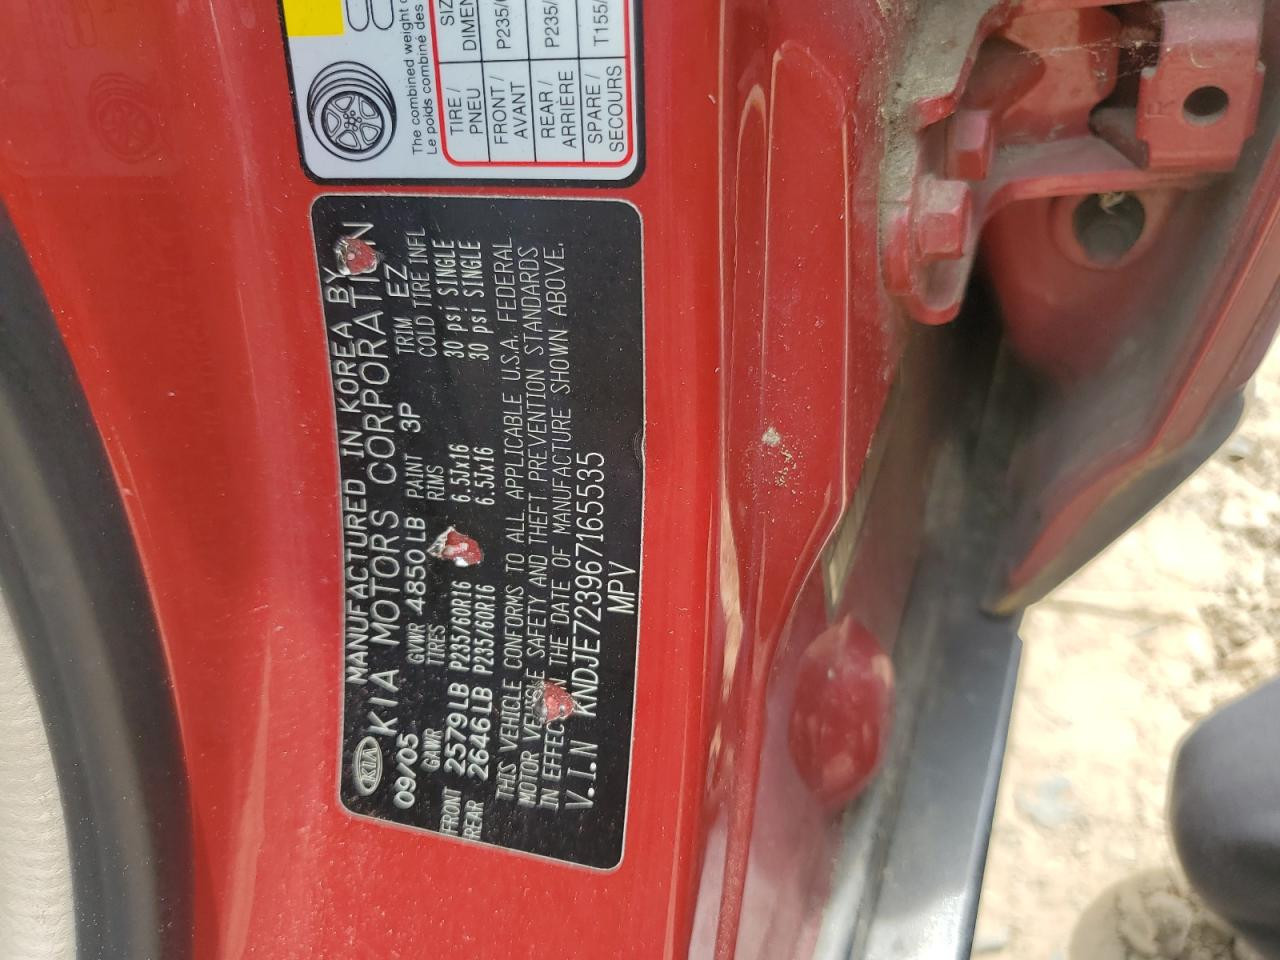 KIA MANUFACTURED IN KOREA BY
KIA MOTORS CORPORATION
09/05 GVWR 4850LB PAINT 3P TRIM EZ
GAWR TIRES RIMS COLD TIRE INFL
FRONT 2579LB P235/60R16 6.5Jx16 30 psi SINGLE
REAR 2646LB P235/60R16 6.5Jx16 30 psi SINGLE
THIS VEHICLE CONFORMS TO ALL APPLICABLE U.S.A. FEDERAL
MOTOR VEHICLE SAFETY AND THEFT PREVENTION STANDARDS
IN EFFECT ON THE DATE OF MANUFACTURE SHOWN ABOVE.
V.I.N KNDJE723967165535
MPV
The combined weight
Le poids combiné des
TIRE / PNEU
FRONT / AVANT P235/
REAR / ARRIÈRE P235/
SPARE / SECOURS T155/
R